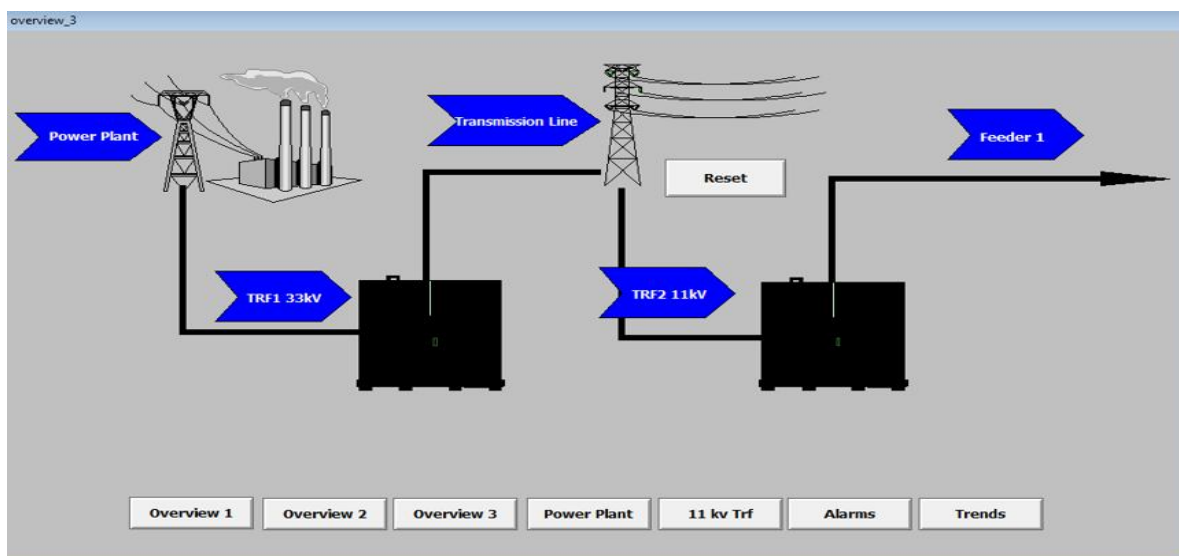 overview_3
Power Plant
Transmission Line
Feeder 1
Reset
TRF1 33kV
TRF2 11kV
Overview 1
Overview 2
Overview 3
Power Plant
11 kv Trf
Alarms
Trends